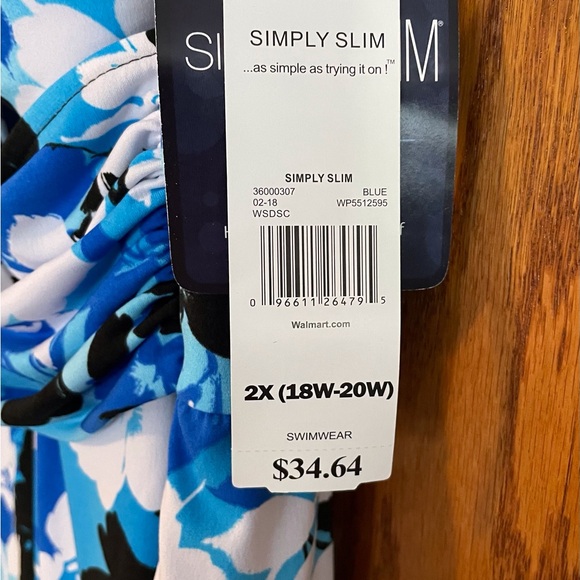 SIMPLY SLIM
...as simple as trying it on!™
SIMPLY SLIM
36000307 BLUE
02-18 WP5512595
WSDSC
0 96611 26479 5
Walmart.com
2X (18W-20W)
SWIMWEAR
$34.64